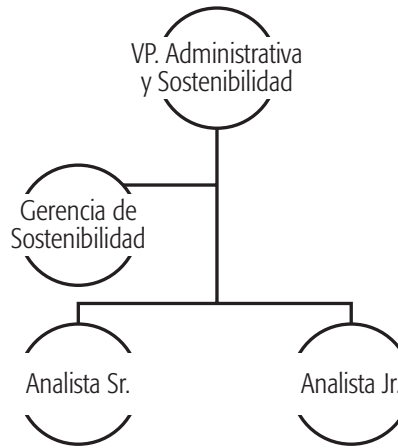 VP. Administrativa
y Sostenibilidad
Gerencia de
Sostenibilidad
Analista Sr.
Analista Jr.